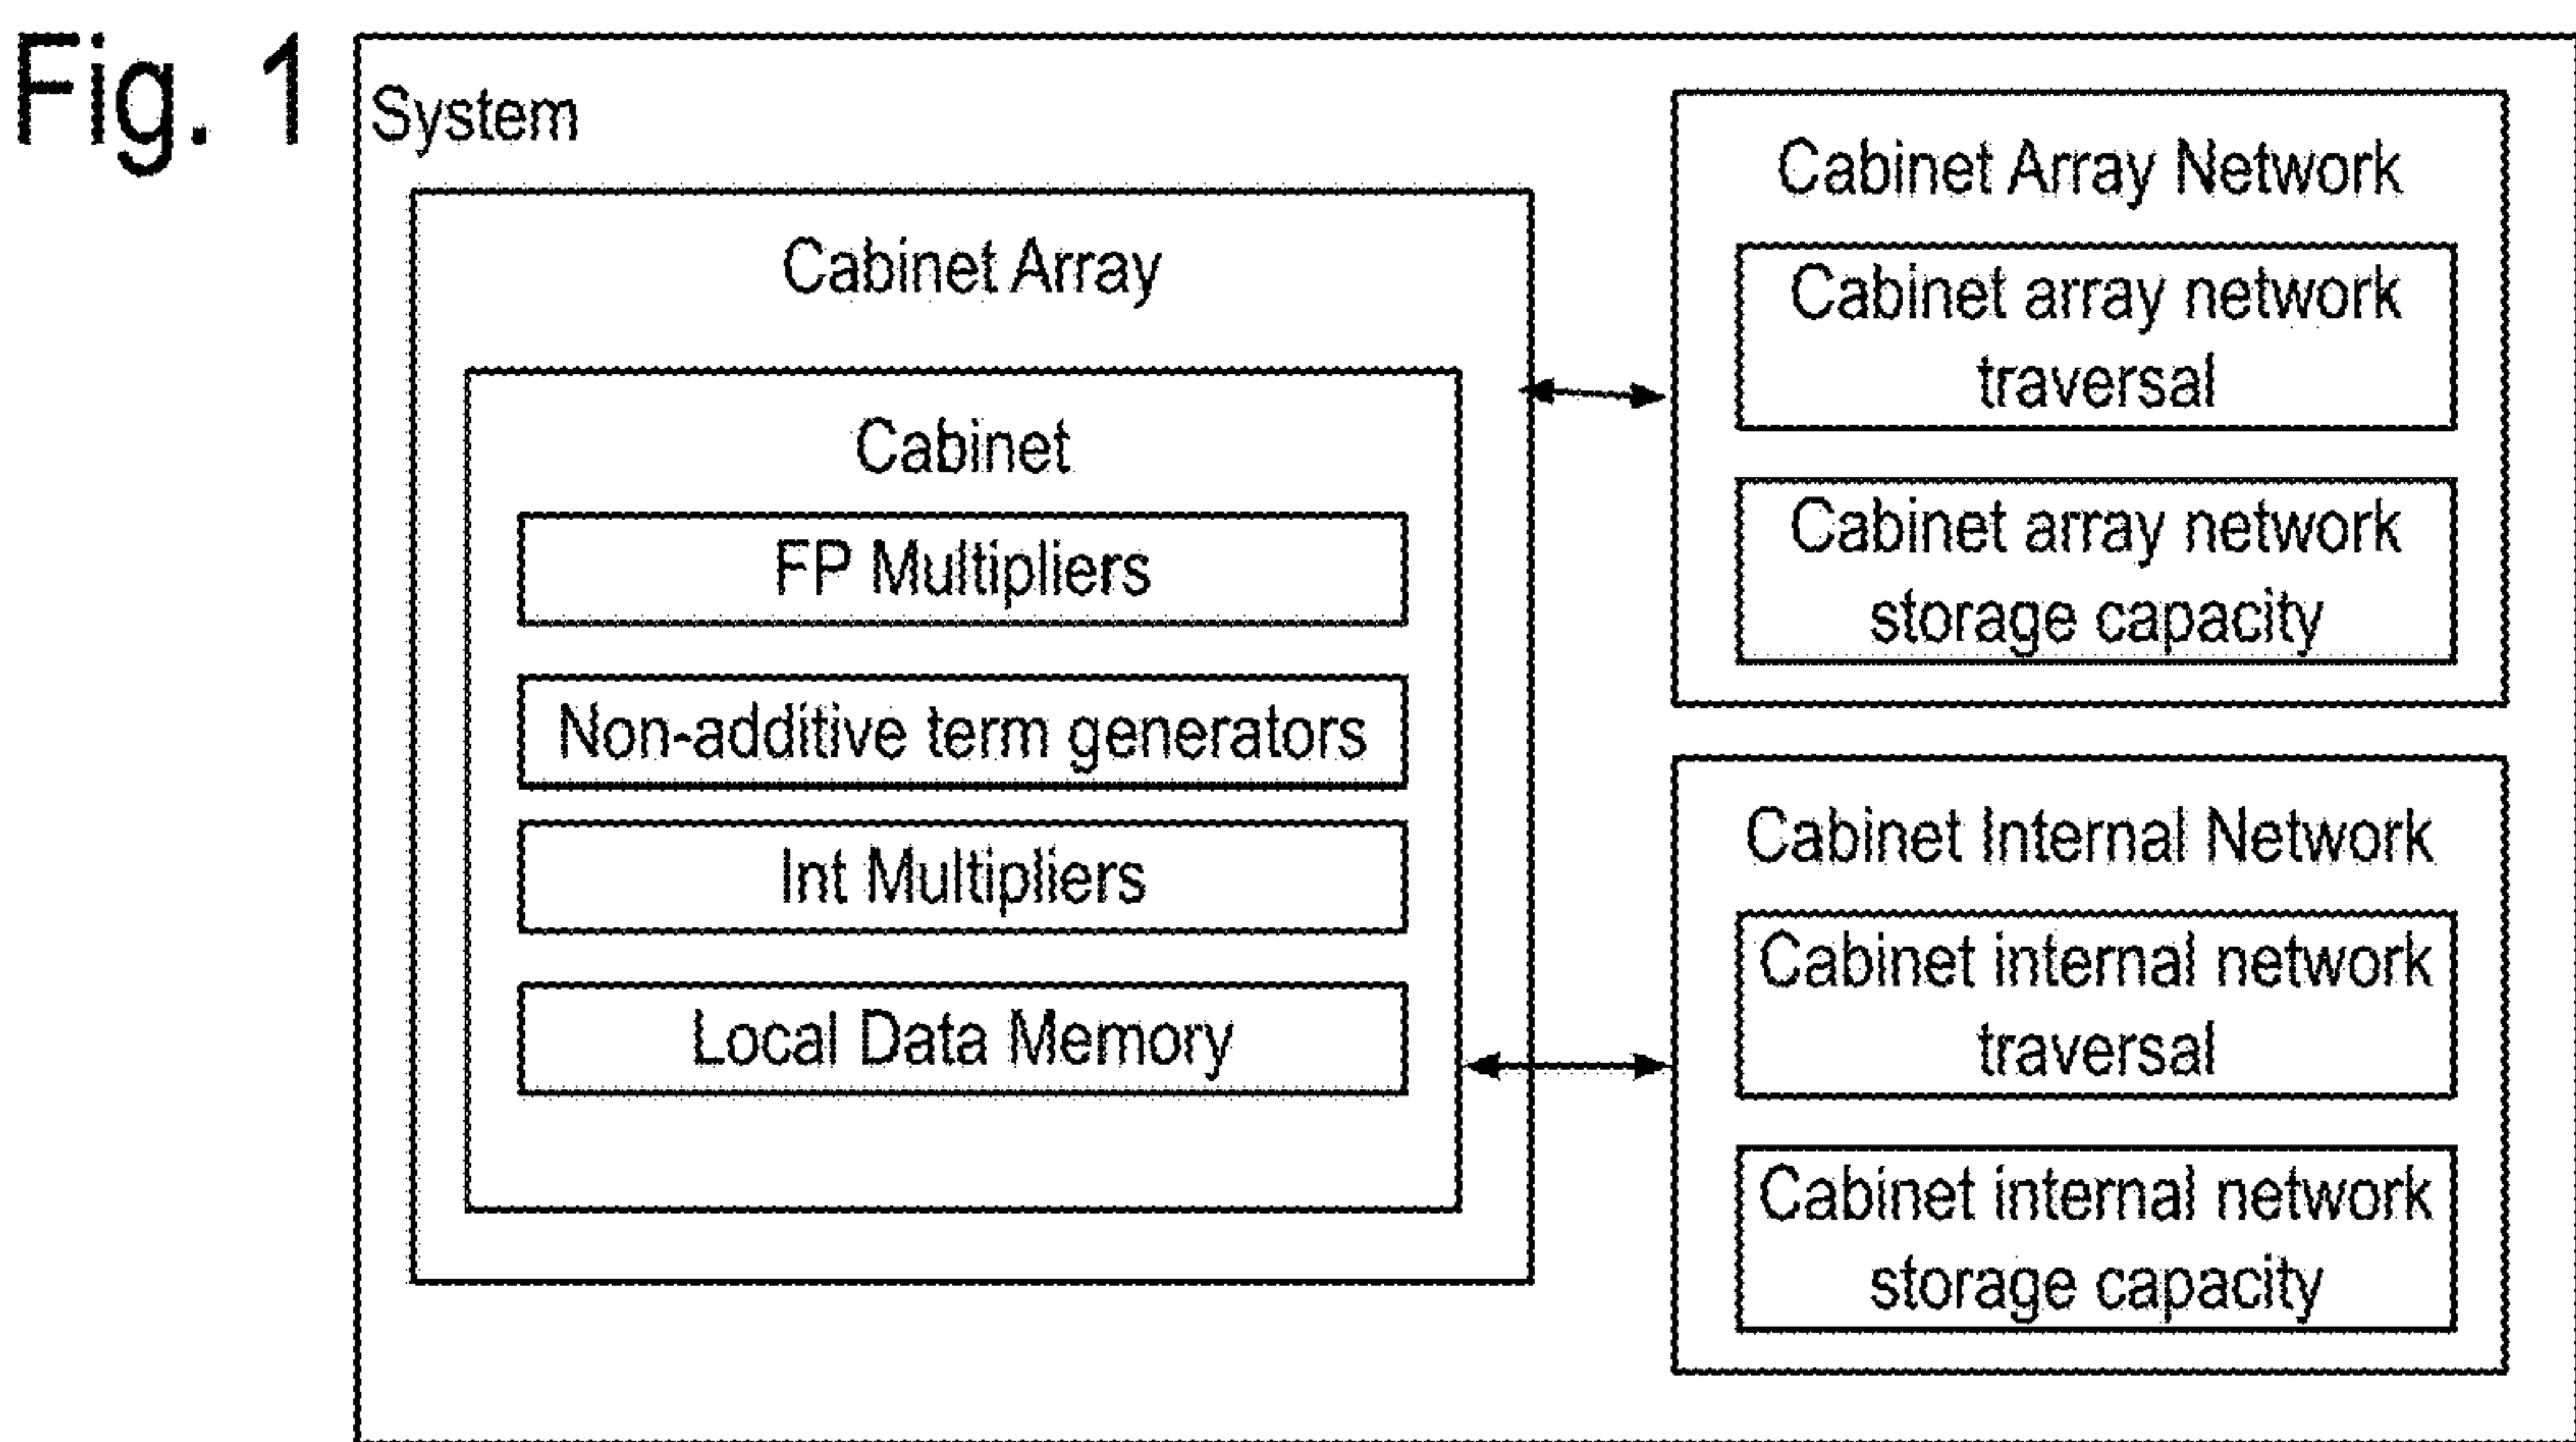 Fig. 1
System
Cabinet Array
Cabinet
FP Multipliers
Non-additive term generators
Int Multipliers
Local Data Memory
Cabinet Array Network
Cabinet array network
traversal
Cabinet array network
storage capacity
Cabinet Internal Network
Cabinet internal network
traversal
Cabinet internal network
storage capacity